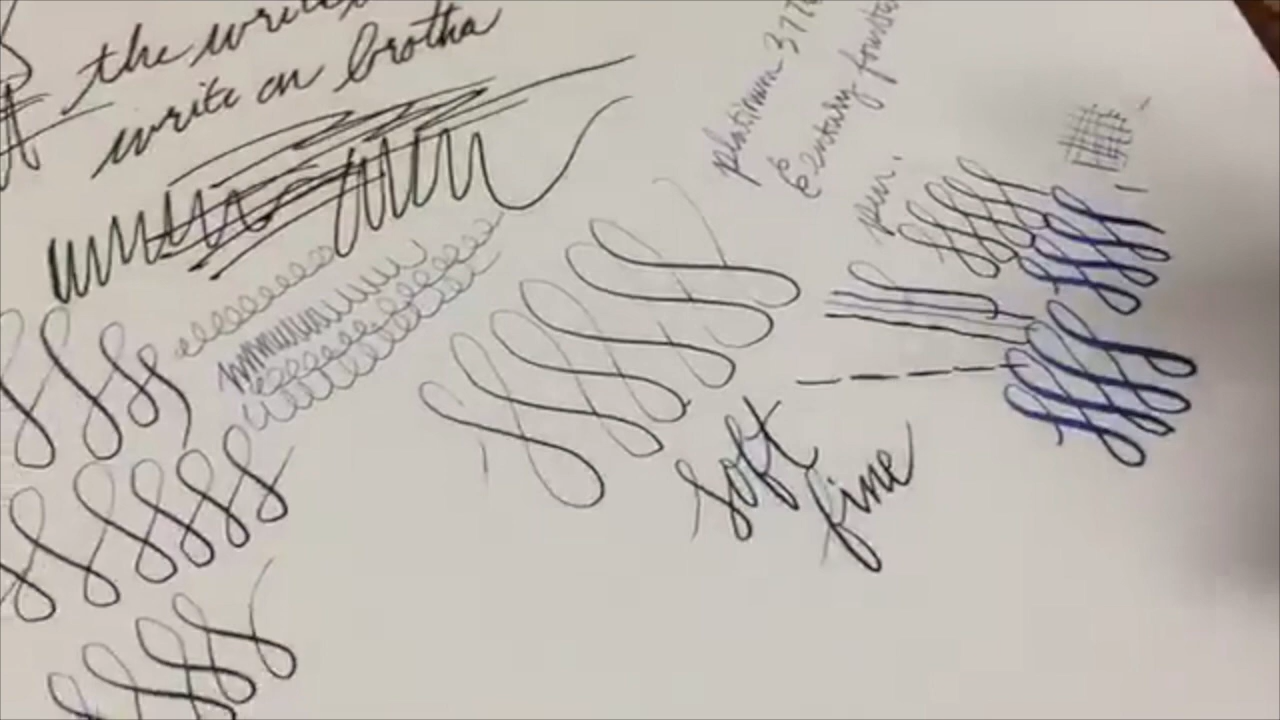 the write
write on brotha
platinum 3776
Century fountain
pen.
soft
fine